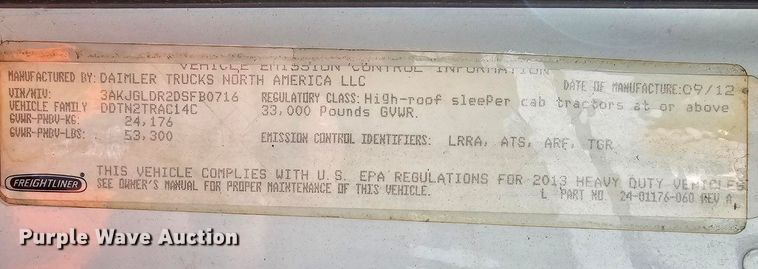 VEHICLE EMISSION CONTROL INFORMATION
MANUFACTURED BY: DAIMLER TRUCKS NORTH AMERICA LLC DATE OF MANUFACTURE: 09/12
VIN/NIV: 3AKJGLDR2DSFB0716 REGULATORY CLASS: High-roof sleeper cab tractors at or above
VEHICLE FAMILY DDTN2TRAC14C 33,000 Pounds GVWR.
GVWR-PNBV-KG: 24,176
GVWR-PNBV-LBS: 53,300 EMISSION CONTROL IDENTIFIERS: LRRA, ATS, ARF, TGR
FREIGHTLINER THIS VEHICLE COMPLIES WITH U.S. EPA REGULATIONS FOR 2013 HEAVY DUTY VEHICLES
SEE OWNER'S MANUAL FOR PROPER MAINTENANCE OF THIS VEHICLE.
L PART NO. 24-01176-060 REV A
Purple Wave Auction